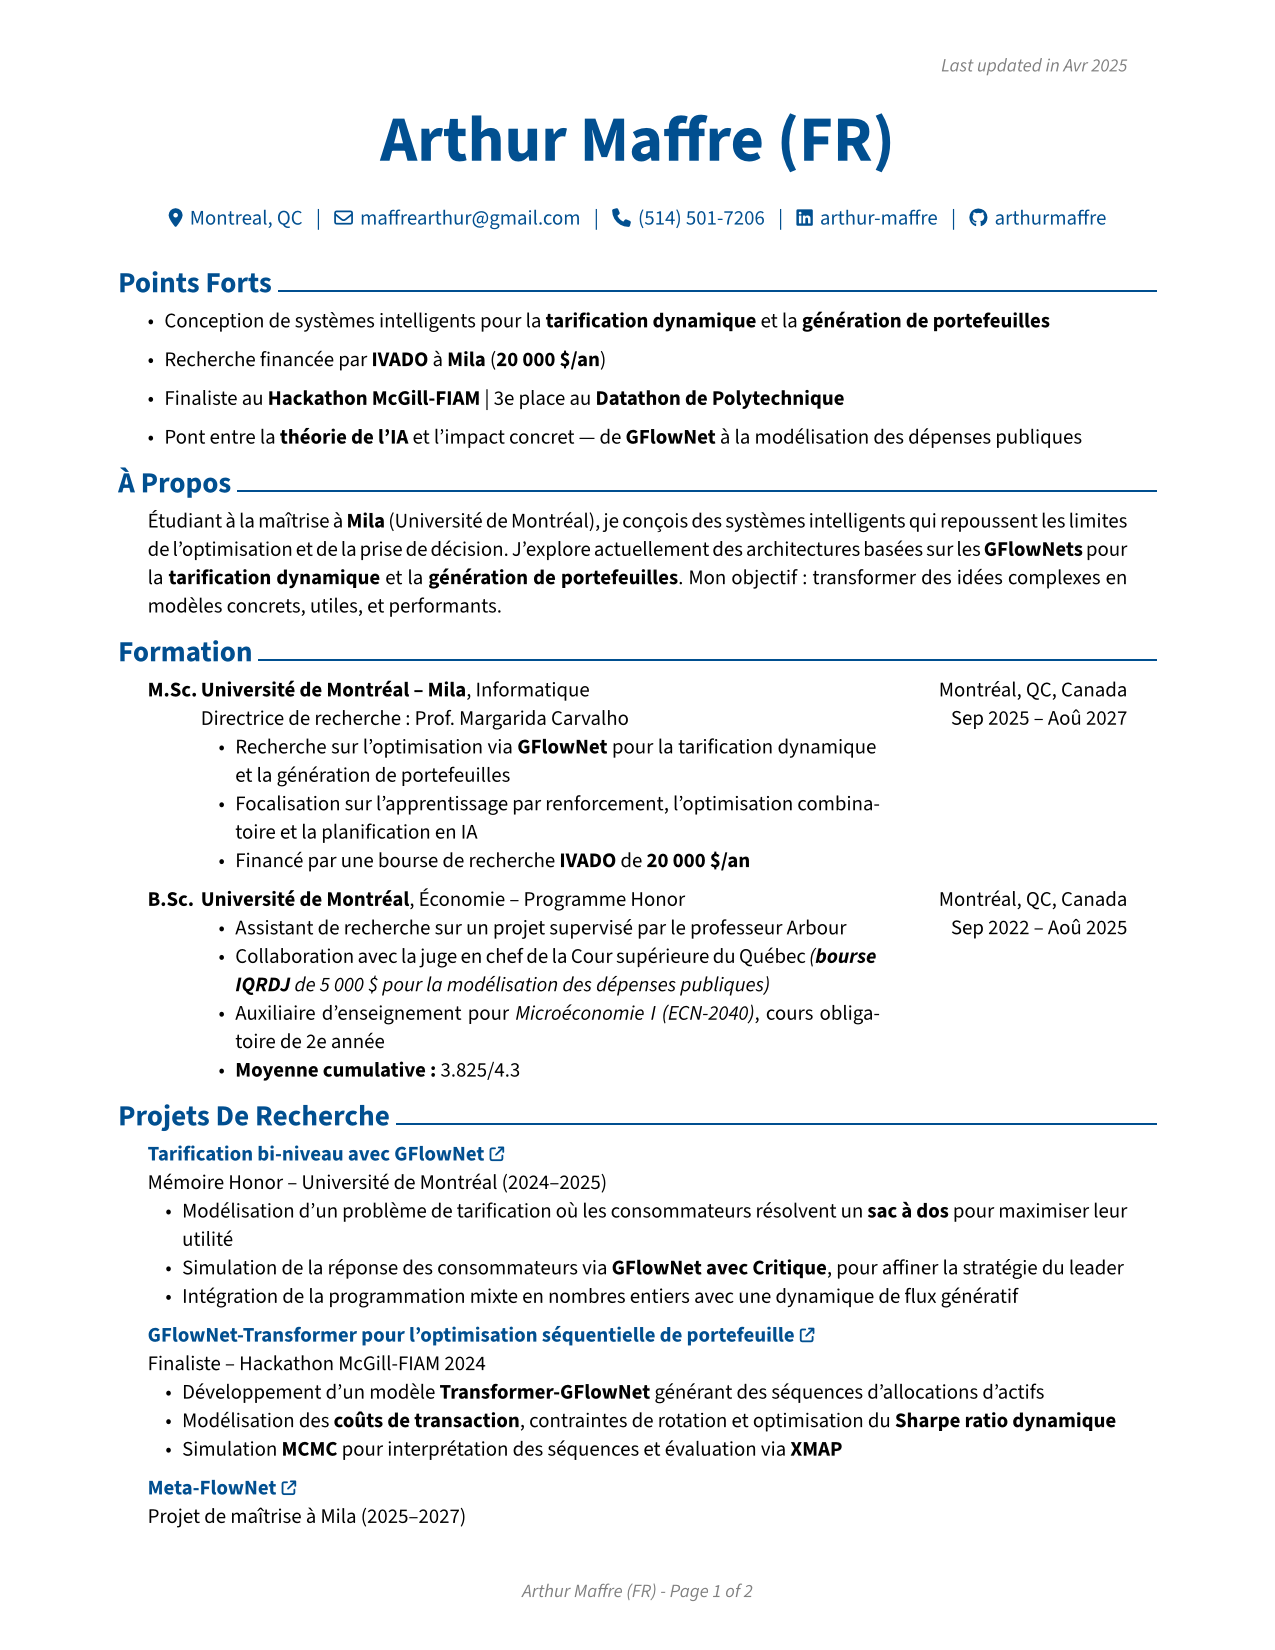 Last updated in Avr 2025
Arthur Maffre (FR)
Montreal, QC | maffrearthur@gmail.com | (514) 501-7206 | arthur-maffre | arthurmaffre
Points Forts
• Conception de systèmes intelligents pour la tarification dynamique et la génération de portefeuilles
• Recherche financée par IVADO à Mila (20 000 $/an)
• Finaliste au Hackathon McGill-FIAM | 3e place au Datathon de Polytechnique
• Pont entre la théorie de l’IA et l’impact concret — de GFlowNet à la modélisation des dépenses publiques
À Propos
Étudiant à la maîtrise à Mila (Université de Montréal), je conçois des systèmes intelligents qui repoussent les limites
de l’optimisation et de la prise de décision. J’explore actuellement des architectures basées sur les GFlowNets pour
la tarification dynamique et la génération de portefeuilles. Mon objectif : transformer des idées complexes en
modèles concrets, utiles, et performants.
Formation
M.Sc. Université de Montréal – Mila, Informatique Montréal, QC, Canada
Directrice de recherche : Prof. Margarida Carvalho Sep 2025 – Aoû 2027
• Recherche sur l’optimisation via GFlowNet pour la tarification dynamique
et la génération de portefeuilles
• Focalisation sur l’apprentissage par renforcement, l’optimisation combina-
toire et la planification en IA
• Financé par une bourse de recherche IVADO de 20 000 $/an
B.Sc. Université de Montréal, Économie – Programme Honor Montréal, QC, Canada
• Assistant de recherche sur un projet supervisé par le professeur Arbour Sep 2022 – Aoû 2025
• Collaboration avec la juge en chef de la Cour supérieure du Québec (bourse
IQRDJ de 5 000 $ pour la modélisation des dépenses publiques)
• Auxiliaire d’enseignement pour Microéconomie I (ECN-2040), cours obliga-
toire de 2e année
• Moyenne cumulative : 3.825/4.3
Projets De Recherche
Tarification bi-niveau avec GFlowNet
Mémoire Honor – Université de Montréal (2024–2025)
• Modélisation d’un problème de tarification où les consommateurs résolvent un sac à dos pour maximiser leur
utilité
• Simulation de la réponse des consommateurs via GFlowNet avec Critique, pour affiner la stratégie du leader
• Intégration de la programmation mixte en nombres entiers avec une dynamique de flux génératif
GFlowNet-Transformer pour l’optimisation séquentielle de portefeuille
Finaliste – Hackathon McGill-FIAM 2024
• Développement d’un modèle Transformer-GFlowNet générant des séquences d’allocations d’actifs
• Modélisation des coûts de transaction, contraintes de rotation et optimisation du Sharpe ratio dynamique
• Simulation MCMC pour interprétation des séquences et évaluation via XMAP
Meta-FlowNet
Projet de maîtrise à Mila (2025–2027)
Arthur Maffre (FR) - Page 1 of 2